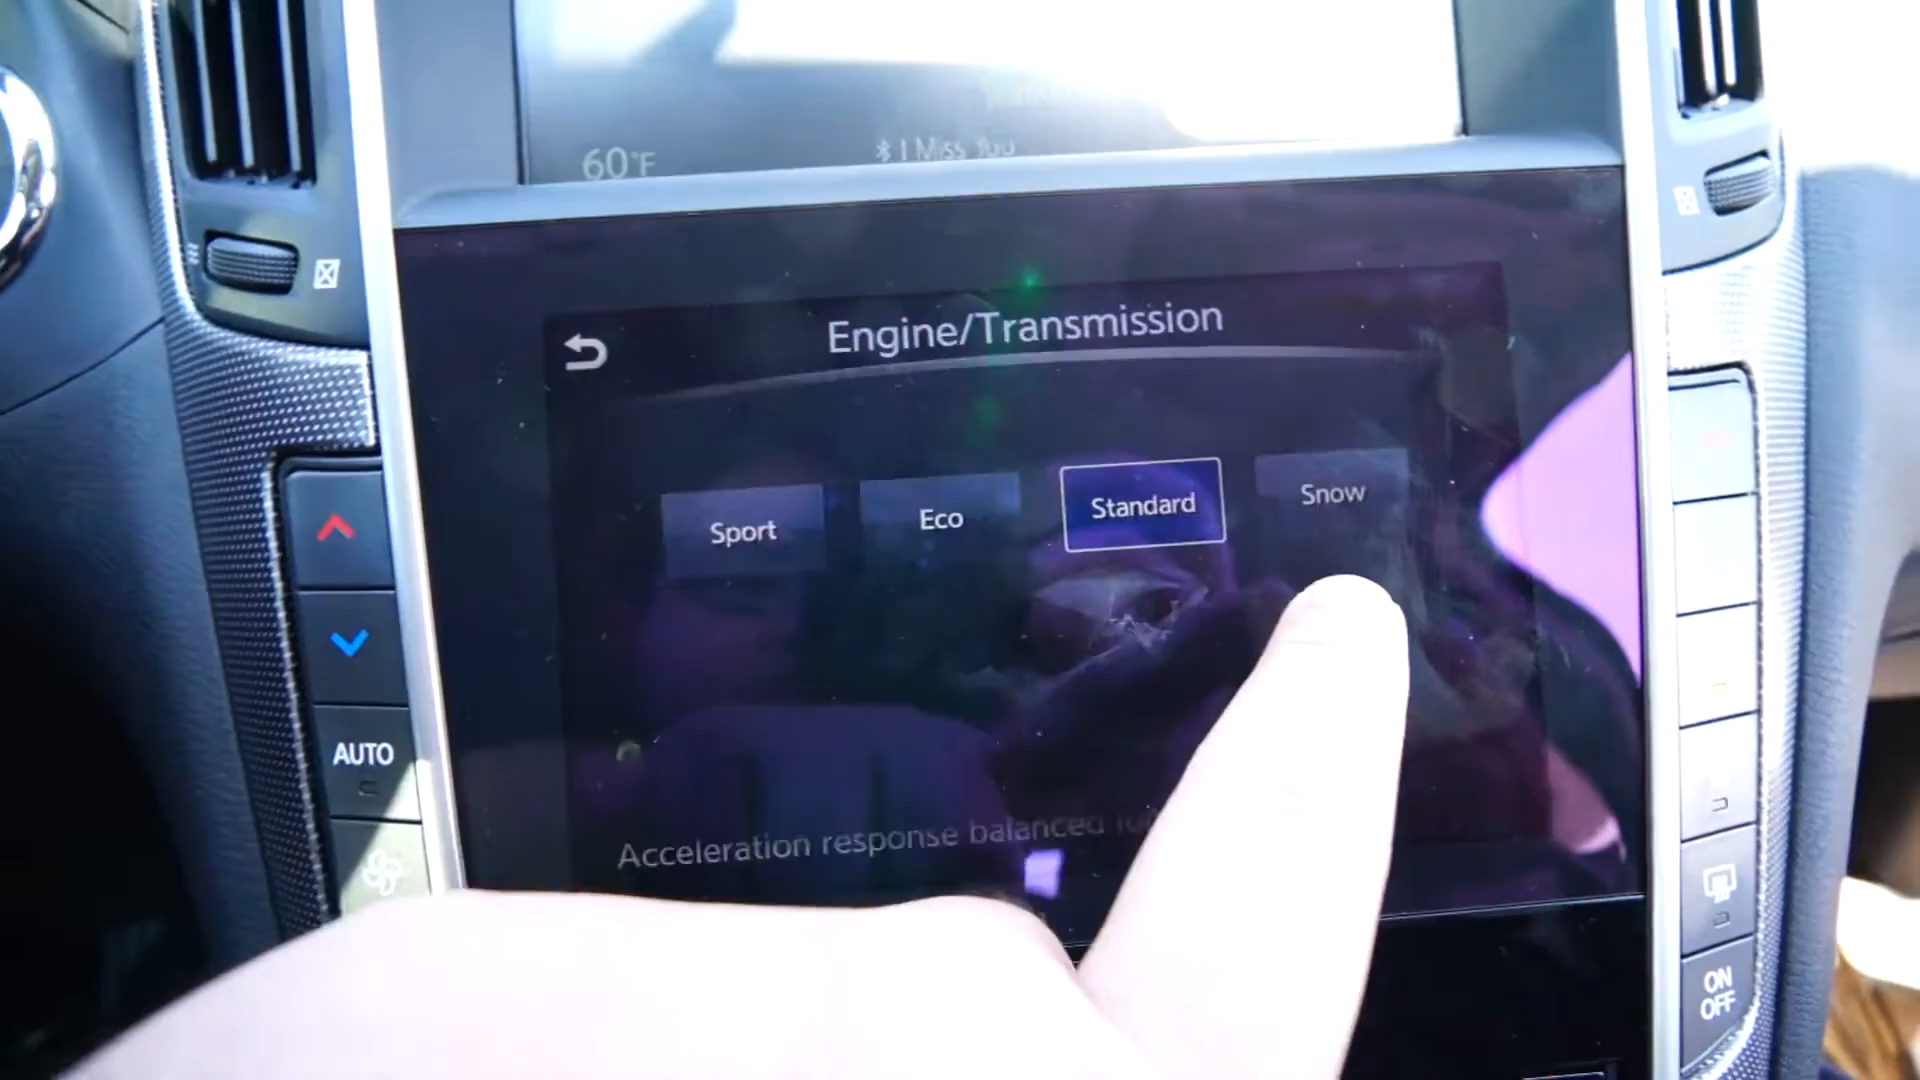 60°F
I Miss You
Engine/Transmission
Sport
Eco
Standard
Snow
Acceleration response balanced
AUTO
ON
OFF